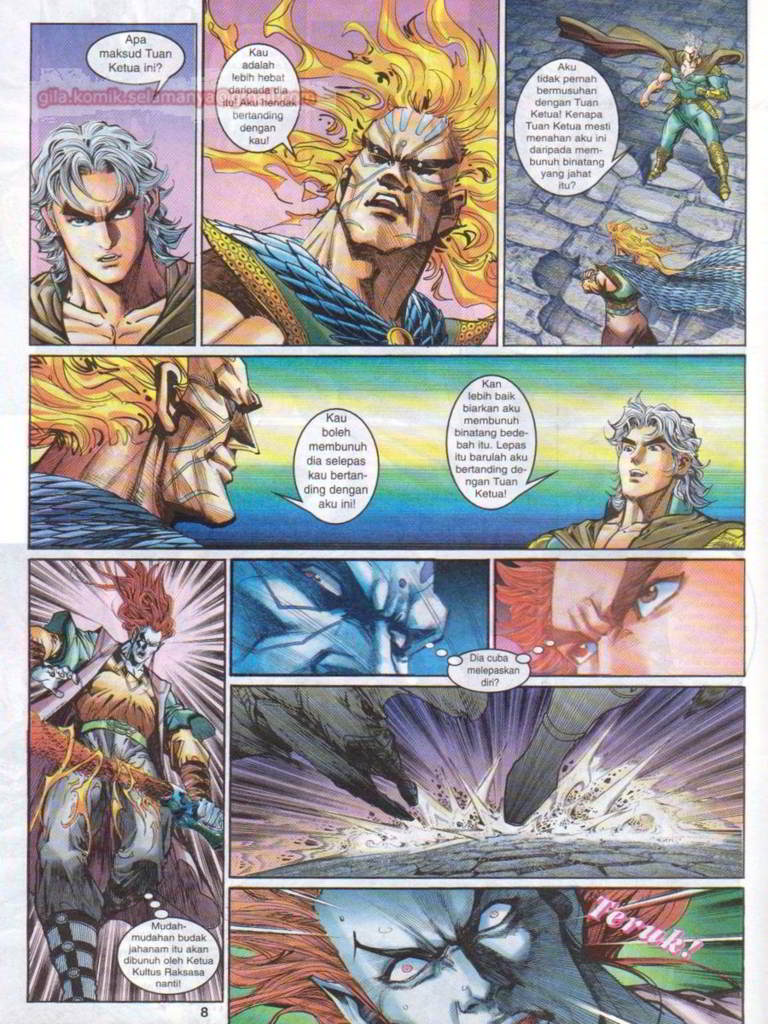 Apa
maksud Tuan
Ketua ini?
Kau
adalah
lebih hebat
daripada dia
itu! Aku hendak
bertanding
dengan
kau!
Aku
tidak pernah
bermusuhan
dengan Tuan
Ketua! Kenapa
Tuan Ketua mesti
menahan aku ini
daripada mem-
bunuh binatang
yang jahat
itu?
Kau
boleh
membunuh
dia selepas
kau bertan-
ding dengan
aku ini!
Kan
lebih baik
biarkan aku
membunuh
binatang bede-
bah itu. Lepas
itu barulah aku
bertanding de-
ngan Tuan
Ketua!
Dia cuba
melepaskan
diri?
Mudah-
mudahan budak
jahanam itu akan
dibunuh oleh Ketua
Kultus Raksasa
nanti!
Teruk!
8